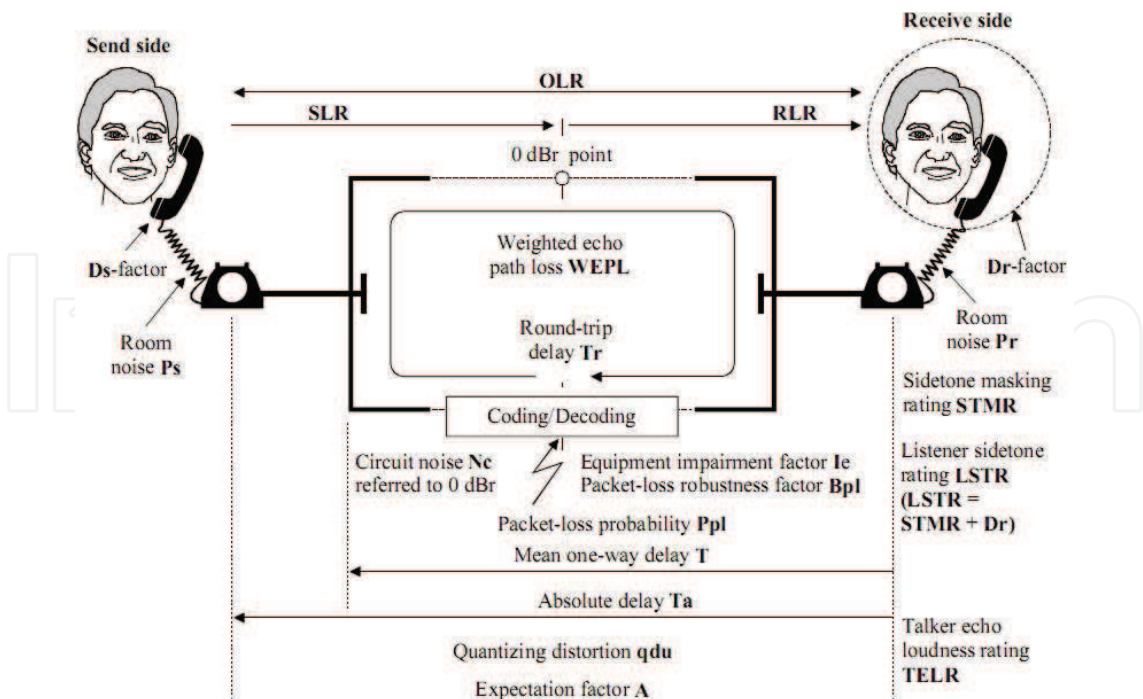 Send side
Receive side
OLR
SLR
RLR
0 dBr point
Weighted echo
path loss WEPL
Ds-factor
Dr-factor
Room
noise Ps
Round-trip
delay Tr
Room
noise Pr
Coding/Decoding
Sidetone masking
rating STMR
Circuit noise Nc
referred to 0 dBr
Equipment impairment factor Ie
Packet-loss robustness factor Bpl
Listener sidetone
rating LSTR
(LSTR =
STMR + Dr)
Packet-loss probability Ppl
Mean one-way delay T
Absolute delay Ta
Talker echo
loudness rating
TELR
Quantizing distortion qdu
Expectation factor A